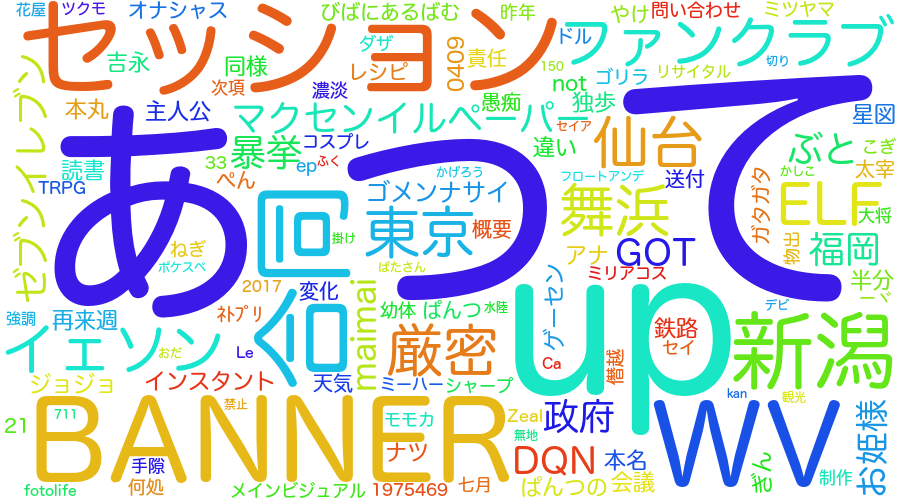 花屋 ツクモ オナシャス びばにあるばむ 昨年 やけ 問い合わせ ミツヤマ
セッション ファンクラブ
吉永 同様 ダザ レシピ 0409 責任 ドル 150 切り
次項 濃淡 愚痴 not ゴリラ リサイタル
本丸 主人公 マクセンイルペーパー 独歩 仙台 星図
セブンイレブン 読書 33 暴挙 コスプレ セイア 違い ぶと こぎ
TRPG ぺん ep ふく かげろう フロートアンデ 送付 かしこ 太宰
あって
ゴメンナサイ 舞浜 ガタガタ ELF 大将
合同 掛け 東京 概要 アナ GOT 物出 福岡
ねぎ ポケスペ ばたさん ミリアコス 半分
2017 変化 ゲーセン ーヾ
強調 再来週 ﾈﾄﾌﾟﾘ maimai 幼体 ぱんつ 水陸 up デビ
イェソン おだ Le 厳密 鉄路 セイ 新潟
ジョジョ インスタント 天気 ミーハー シャープ Ca 僭越
BANNER 禁止 kan 観光
21 711 モモカ Zeal 政府 WV お姫様
手隙 ナツ 無地 DQN 本名 ぎん
fotolife 何処 メインビジュアル 1975469 七月 ぱんつの 会議 制作